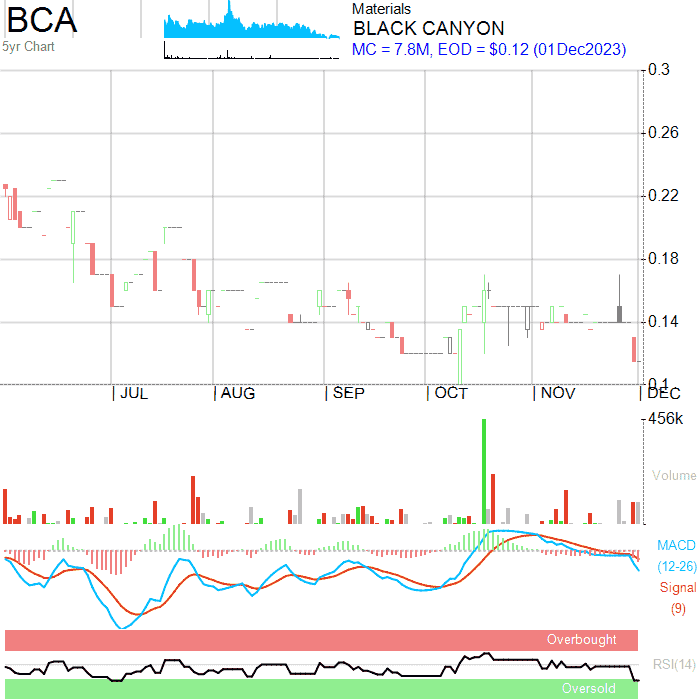 BCA
5yr Chart
Materials
BLACK CANYON
MC = 7.8M, EOD = $0.12 (01Dec2023)
0.3
0.26
0.22
0.18
0.14
0.1
JUL AUG SEP OCT NOV DEC
456k
Volume
MACD
(12-26)
Signal
(9)
Overbought
RSI(14)
Oversold